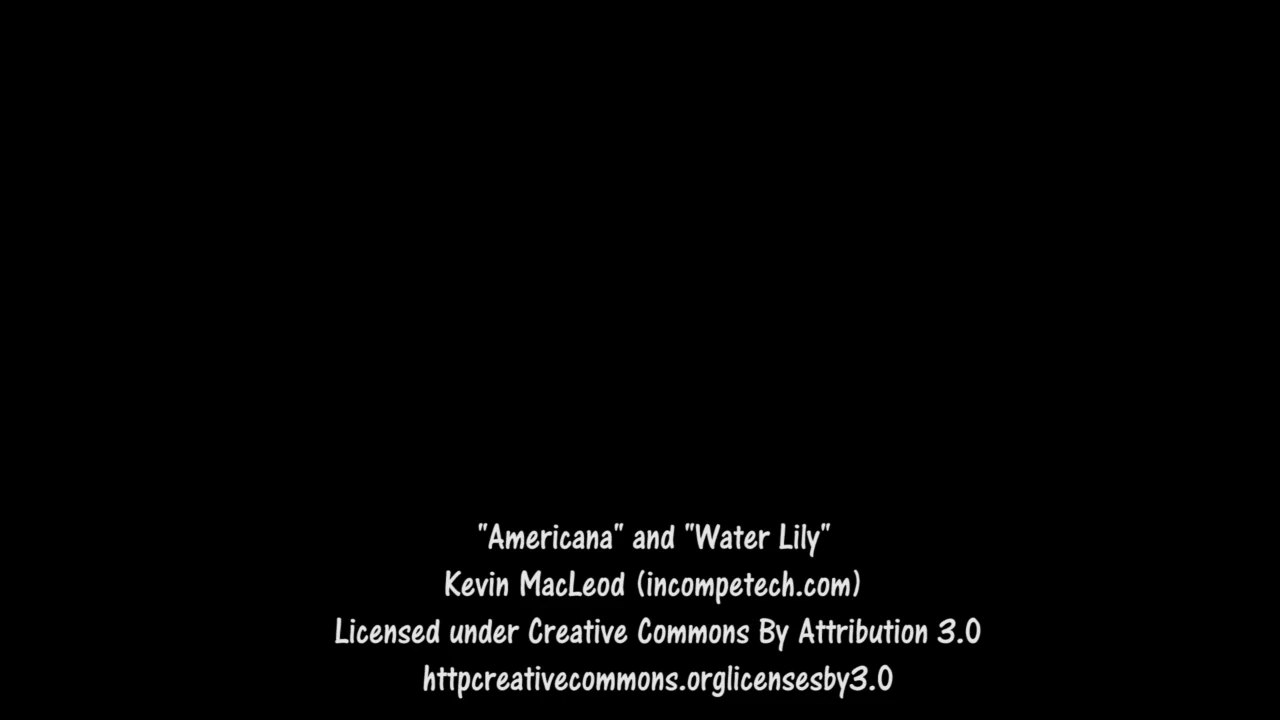 "Americana" and "Water Lily"
Kevin MacLeod (incompetech.com)
Licensed under Creative Commons By Attribution 3.0
httpcreativecommons.orglicensesby3.0